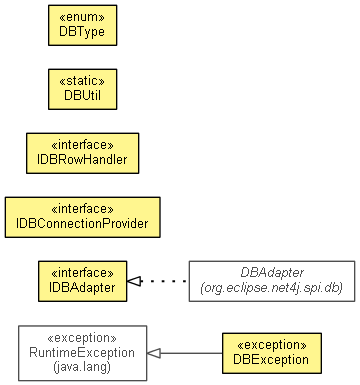 «enum»
DBType
«static»
DBUtil
«interface»
IDBRowHandler
«interface»
IDBConnectionProvider
«interface»
IDBAdapter
DBAdapter
(org.eclipse.net4j.spi.db)
«exception»
RuntimeException
(java.lang)
«exception»
DBException